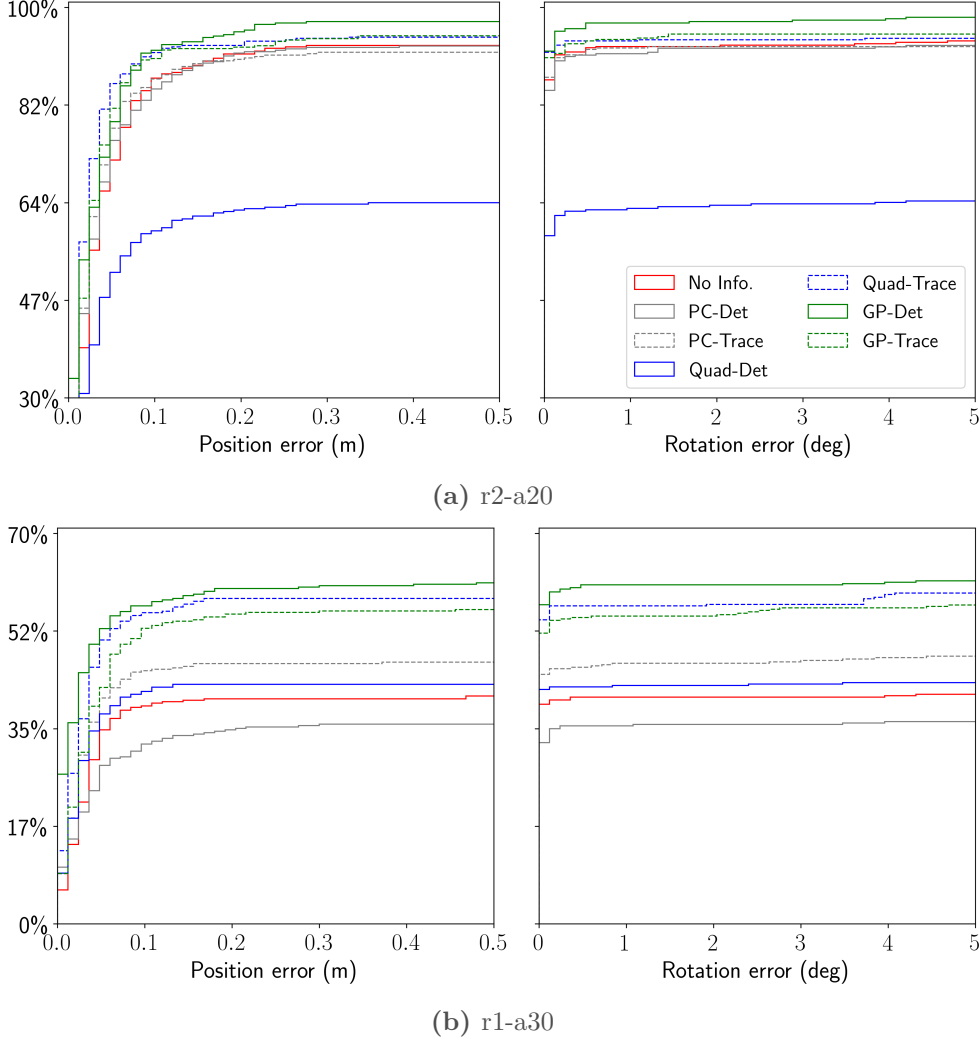 100%
82%
64%
47%
30%
0.0 0.1 0.2 0.3 0.4 0.5
Position error (m)
0 1 2 3 4 5
Rotation error (deg)
No Info.
PC-Det
PC-Trace
Quad-Det
Quad-Trace
GP-Det
GP-Trace
(a) r2-a20
70%
52%
35%
17%
0%
0.0 0.1 0.2 0.3 0.4 0.5
Position error (m)
0 1 2 3 4 5
Rotation error (deg)
(b) r1-a30